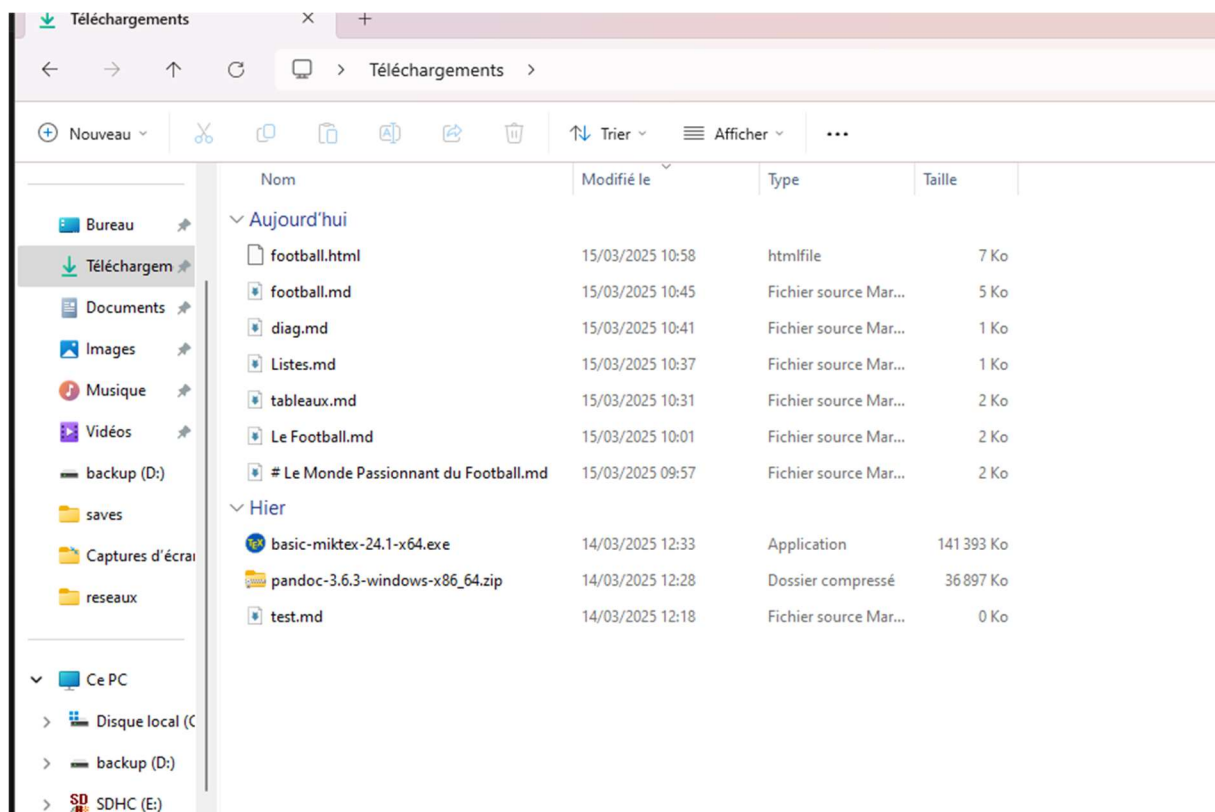 Téléchargements
Téléchargements
Nouveau
Trier
Afficher
Nom Modifié le Type Taille
Bureau
Téléchargem
Documents
Images
Musique
Vidéos
backup (D:)
saves
Captures d'écran
reseaux
Ce PC
Disque local (C
backup (D:)
SDHC (E:)
Aujourd'hui
football.html 15/03/2025 10:58 htmlfile 7 Ko
football.md 15/03/2025 10:45 Fichier source Mar... 5 Ko
diag.md 15/03/2025 10:41 Fichier source Mar... 1 Ko
Listes.md 15/03/2025 10:37 Fichier source Mar... 1 Ko
tableaux.md 15/03/2025 10:31 Fichier source Mar... 2 Ko
Le Football.md 15/03/2025 10:01 Fichier source Mar... 2 Ko
# Le Monde Passionnant du Football.md 15/03/2025 09:57 Fichier source Mar... 2 Ko
Hier
basic-miktex-24.1-x64.exe 14/03/2025 12:33 Application 141 393 Ko
pandoc-3.6.3-windows-x86_64.zip 14/03/2025 12:28 Dossier compressé 36 897 Ko
test.md 14/03/2025 12:18 Fichier source Mar... 0 Ko